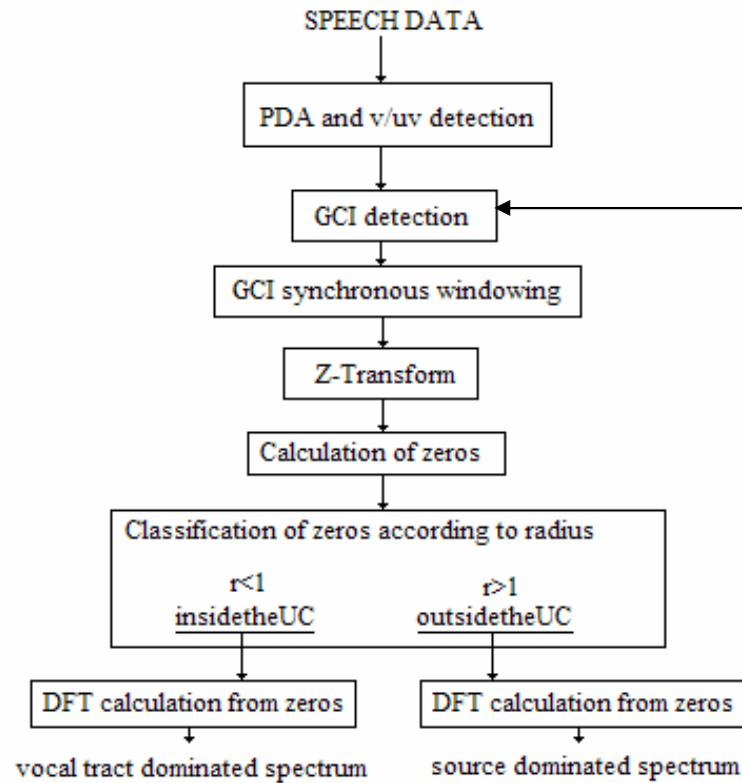 SPEECH DATA
PDA and v/uv detection
GCI detection
GCI synchronous windowing
Z-Transform
Calculation of zeros
Classification of zeros according to radius
r<1
insidetheUC
r>1
outsidetheUC
DFT calculation from zeros
DFT calculation from zeros
vocal tract dominated spectrum
source dominated spectrum